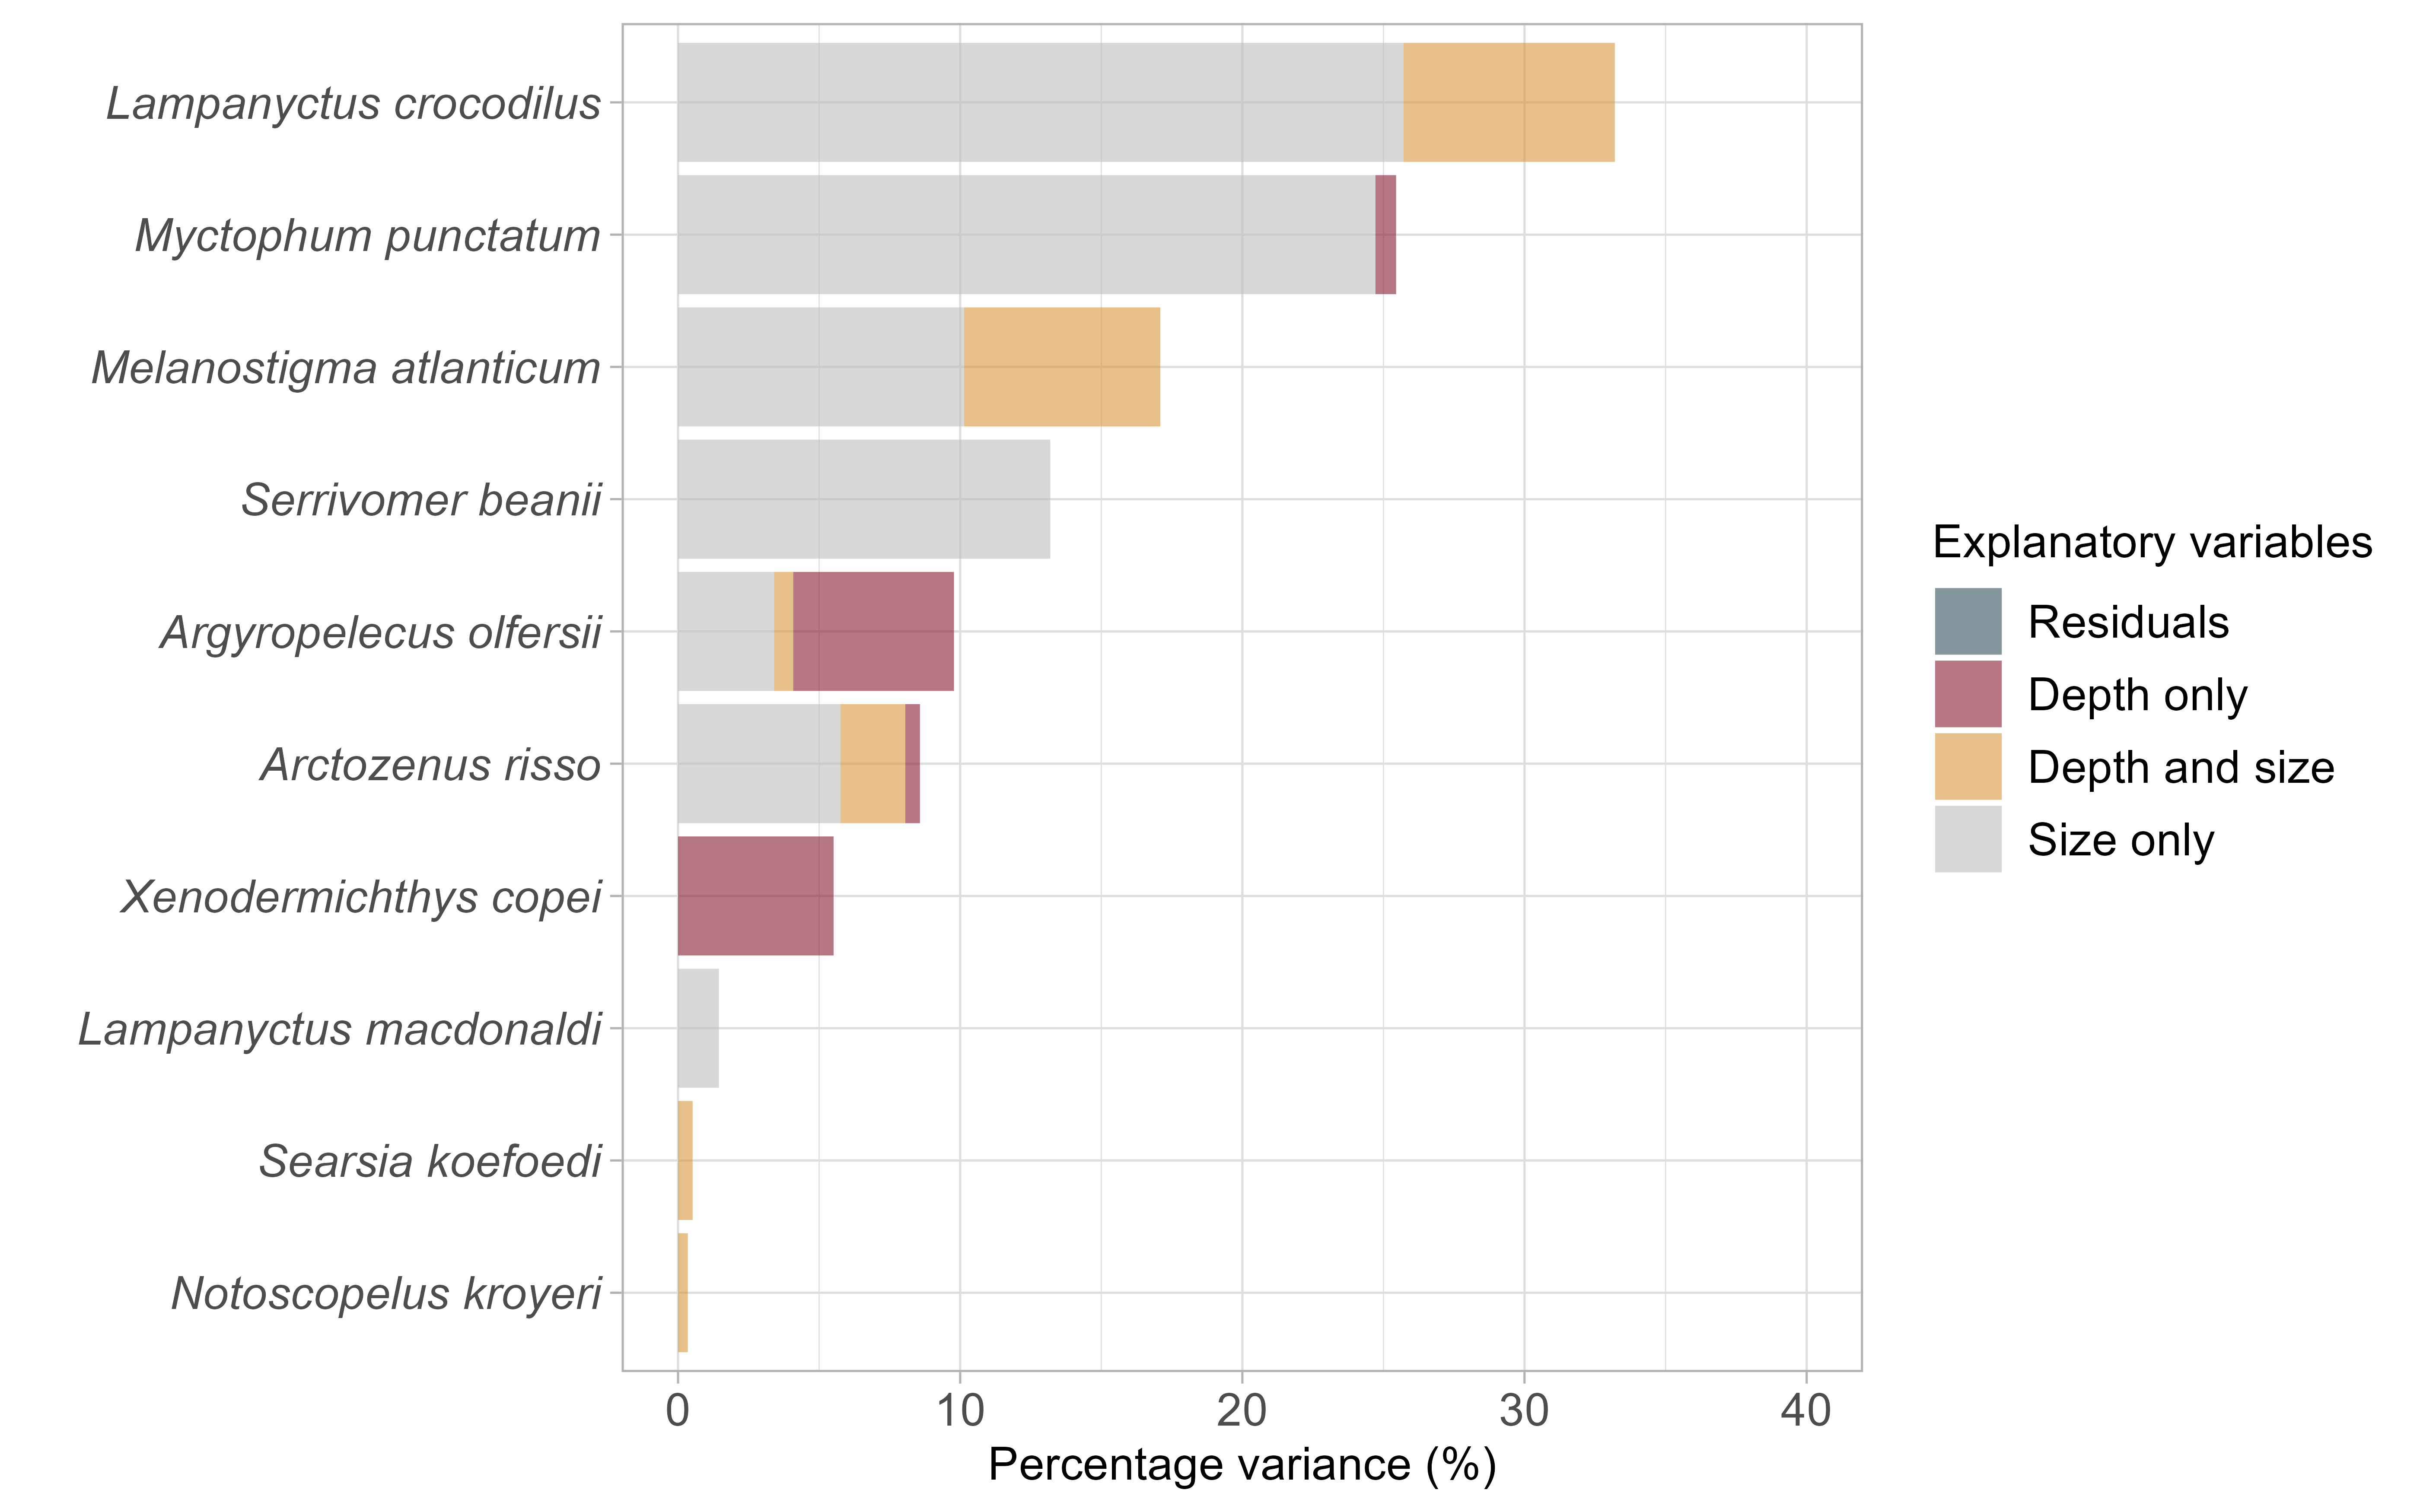 Lampanyctus crocodilus
Myctophum punctatum
Melanostigma atlanticum
Serrivomer beanii
Argyropelecus olfersii
Arctozenus risso
Xenodermichthys copei
Lampanyctus macdonaldi
Searsia koefoedi
Notoscopelus kroyeri
0 10 20 30 40
Percentage variance (%)
Explanatory variables
Residuals
Depth only
Depth and size
Size only